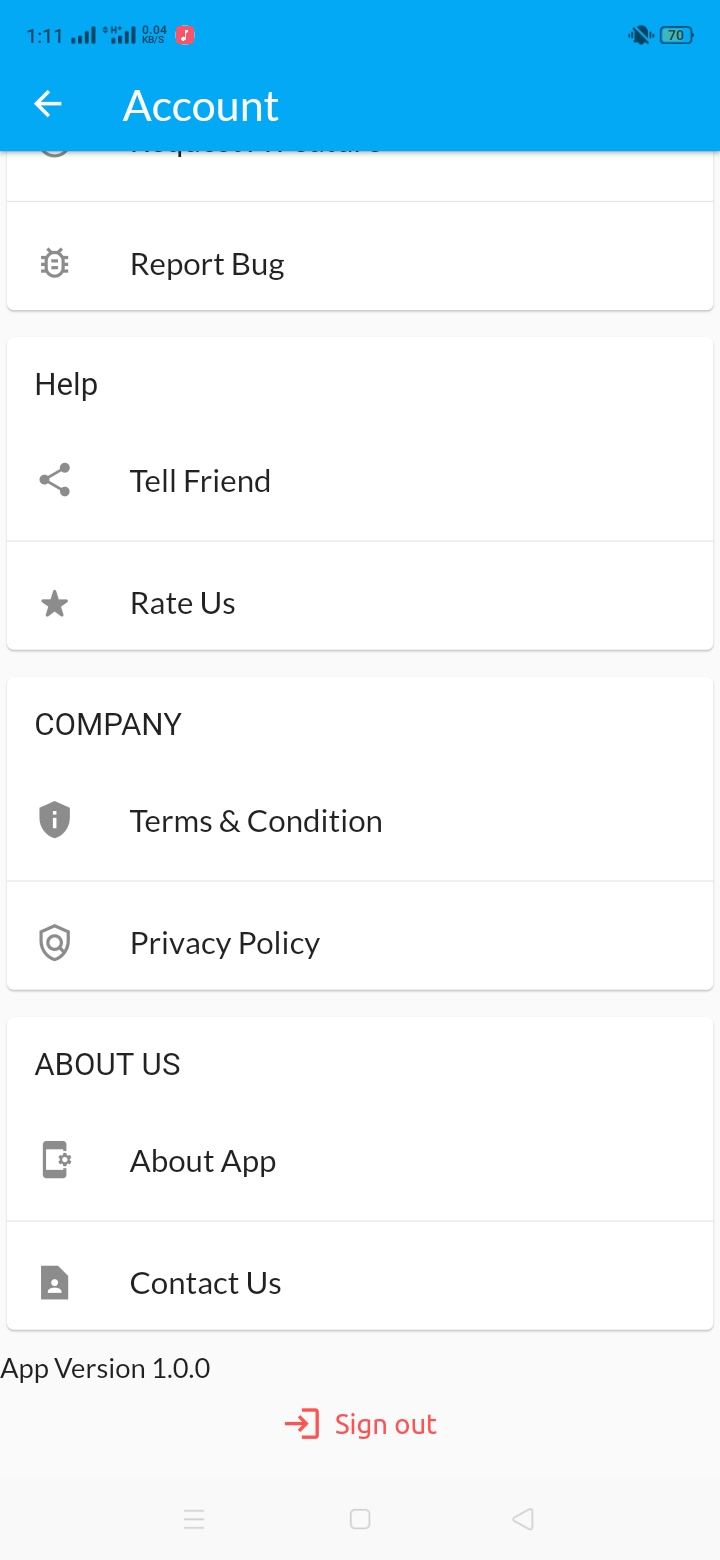 1:11 H+ 0.04 KB/S 70
Account
Report Bug
Help
Tell Friend
Rate Us
COMPANY
Terms & Condition
Privacy Policy
ABOUT US
About App
Contact Us
App Version 1.0.0
Sign out